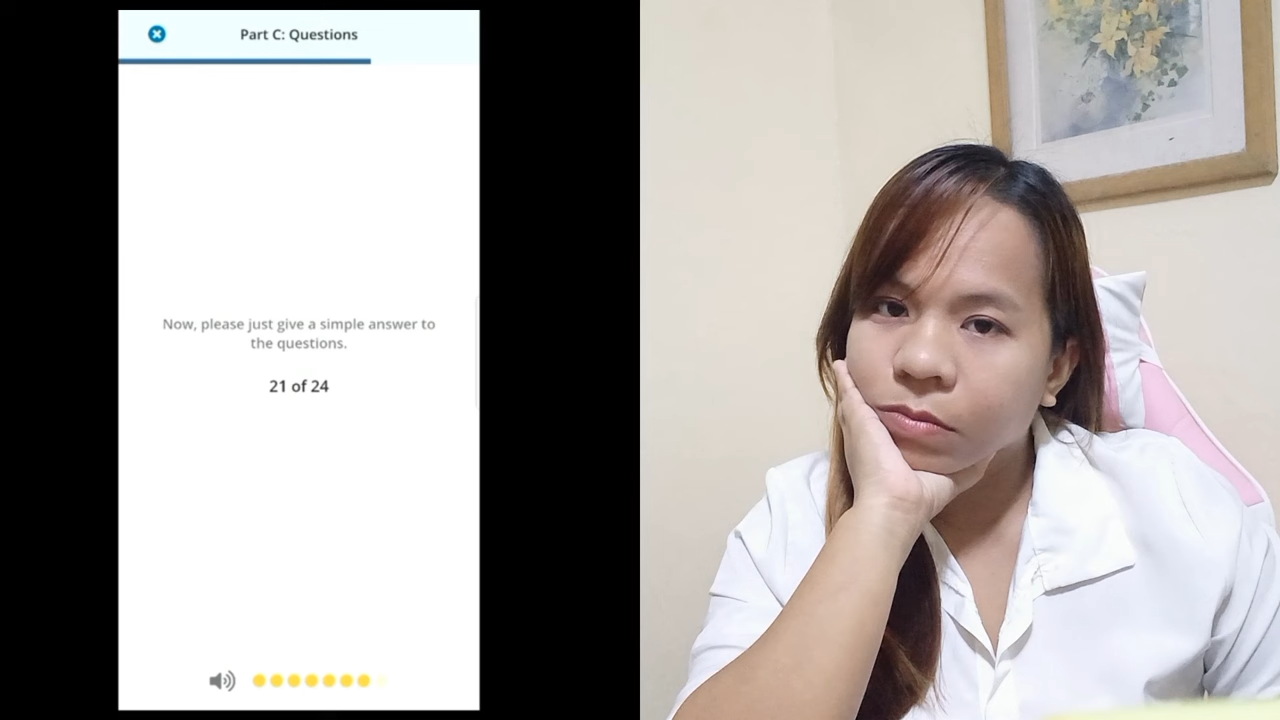 Part C: Questions
Now, please just give a simple answer to
the questions.
21 of 24